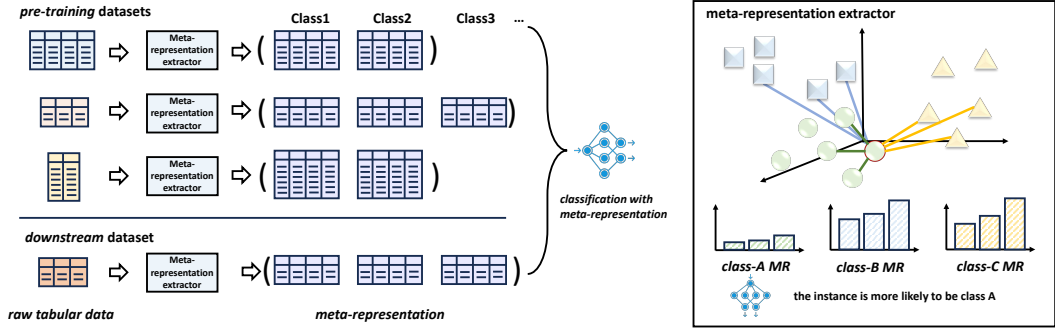 pre-training datasets
Class1 Class2 Class3 ...
Meta-
representation
extractor
Meta-
representation
extractor
Meta-
representation
extractor
classification with
meta-representation
downstream dataset
Meta-
representation
extractor
raw tabular data
meta-representation
meta-representation extractor
class-A MR
class-B MR
class-C MR
the instance is more likely to be class A